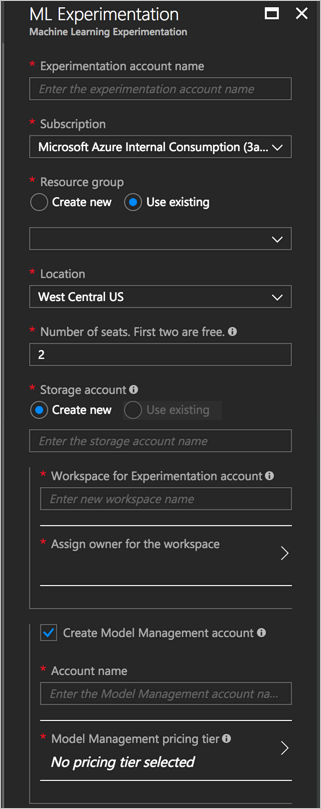 ML Experimentation
Machine Learning Experimentation
* Experimentation account name
Enter the experimentation account name
* Subscription
Microsoft Azure Internal Consumption (3a...
* Resource group
Create new Use existing
* Location
West Central US
* Number of seats. First two are free.
2
* Storage account
Create new Use existing
Enter the storage account name
* Workspace for Experimentation account
Enter new workspace name
* Assign owner for the workspace
Create Model Management account
* Account name
Enter the Model Management account na...
* Model Management pricing tier
No pricing tier selected